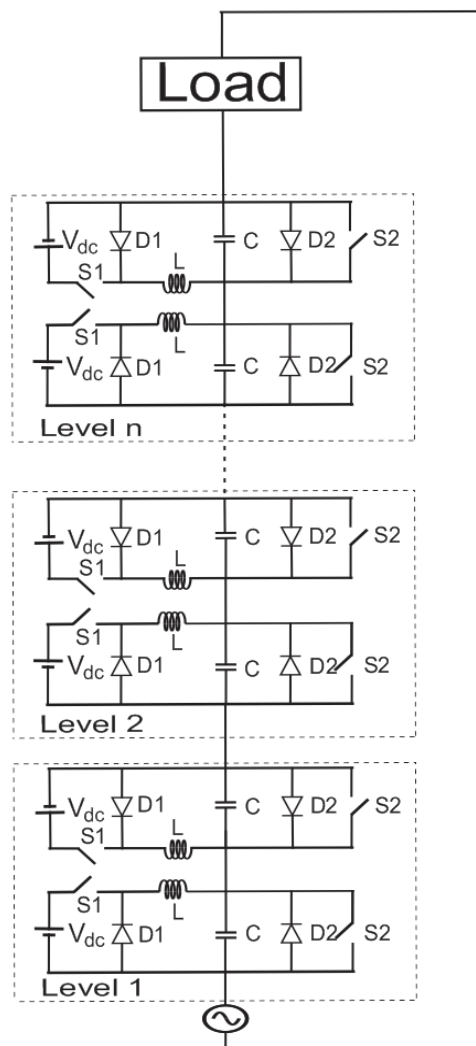 Load
Vdc D1 L C D2 S2
S1
S1
Vdc D1 L C D2 S2
Level n
Vdc D1 L C D2 S2
S1
S1
Vdc D1 L C D2 S2
Level 2
Vdc D1 L C D2 S2
S1
S1
Vdc D1 L C D2 S2
Level 1